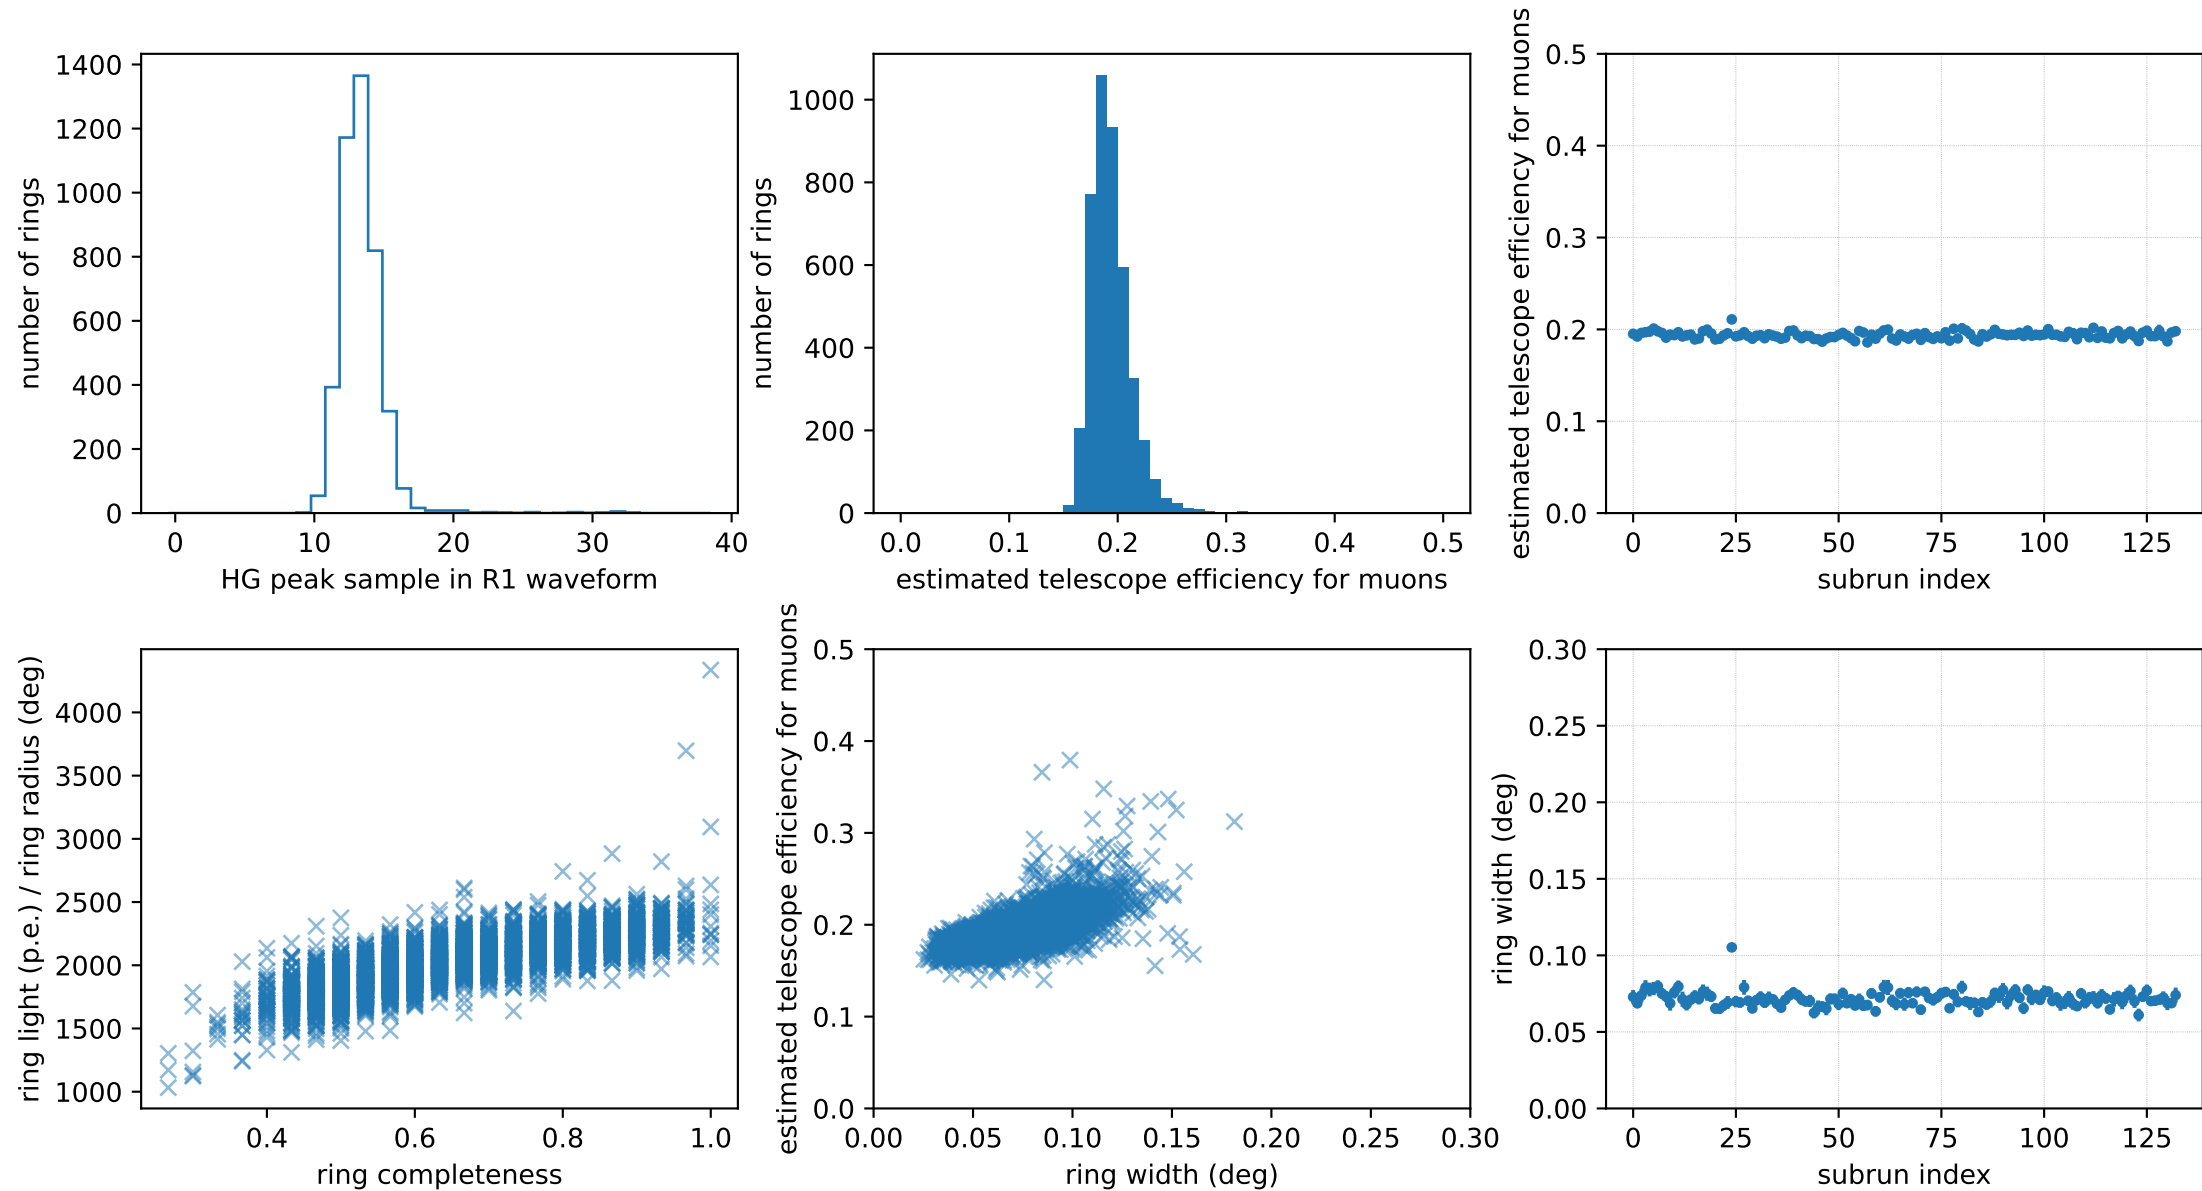 1400
1200
1000
800
600
400
200
0
number of rings
0 10 20 30 40
HG peak sample in R1 waveform
1000
800
600
400
200
0
number of rings
0.0 0.1 0.2 0.3 0.4 0.5
estimated telescope efficiency for muons
0.5
0.4
0.3
0.2
0.1
0.0
estimated telescope efficiency for muons
0 25 50 75 100 125
subrun index
4000
3500
3000
2500
2000
1500
1000
ring light (p.e.) / ring radius (deg)
0.4 0.6 0.8 1.0
ring completeness
0.5
0.4
0.3
0.2
0.1
0.0
estimated telescope efficiency for muons
0.00 0.05 0.10 0.15 0.20 0.25 0.30
ring width (deg)
0.30
0.25
0.20
0.15
0.10
0.05
0.00
ring width (deg)
0 25 50 75 100 125
subrun index